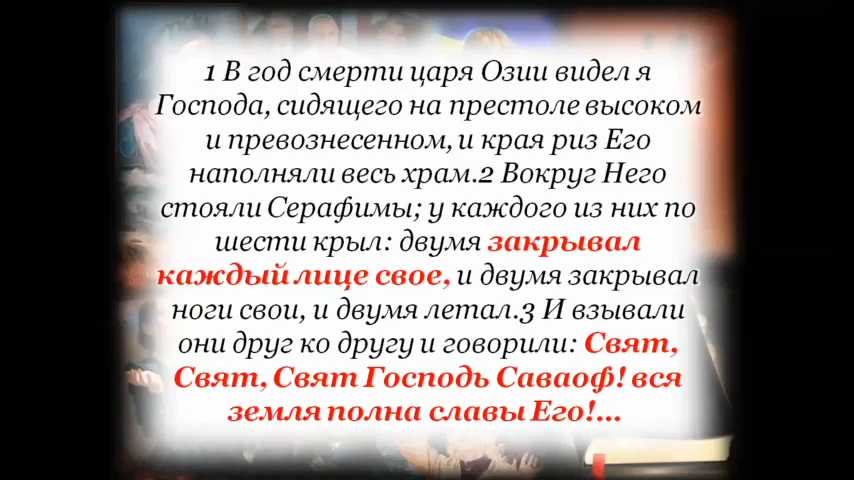 1 В год смерти царя Озии видел я
Господа, сидящего на престоле высоком
и превознесенном, и края риз Его
наполняли весь храм.2 Вокруг Него
стояли Серафимы; у каждого из них по
шести крыл: двумя закрывал
каждый лице свое, и двумя закрывал
ноги свои, и двумя летал.3 И взывали
они друг ко другу и говорили: Свят,
Свят, Свят Господь Саваоф! вся
земля полна славы Его!...